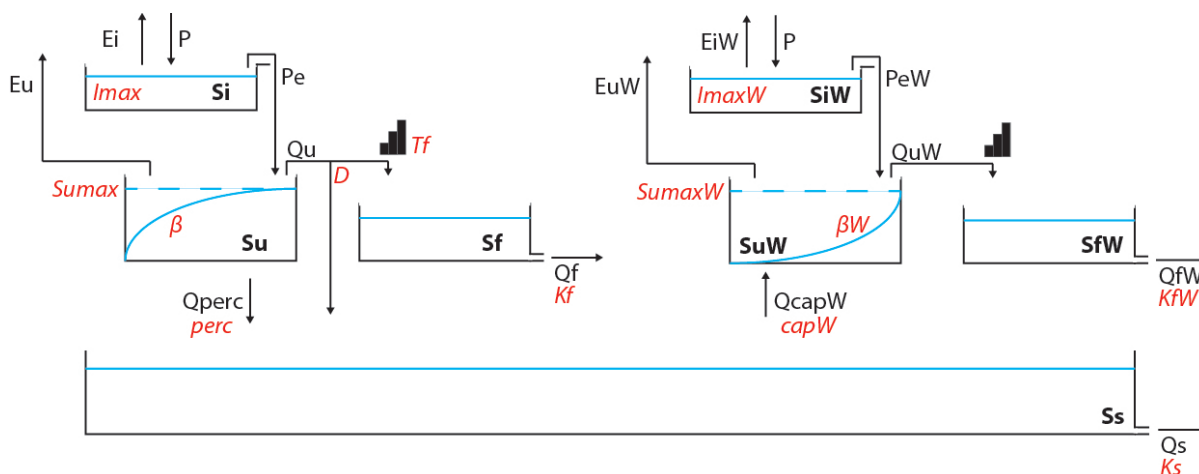 Ei
P
Eu
Imax
Si
Pe
Qu
Tf
D
Sumax
β
Su
Sf
Qf
Kf
Qperc
perc
EiW
P
EuW
ImaxW
SiW
PeW
QuW
SumaxW
βW
SuW
SfW
QfW
KfW
QcapW
capW
Ss
Qs
Ks